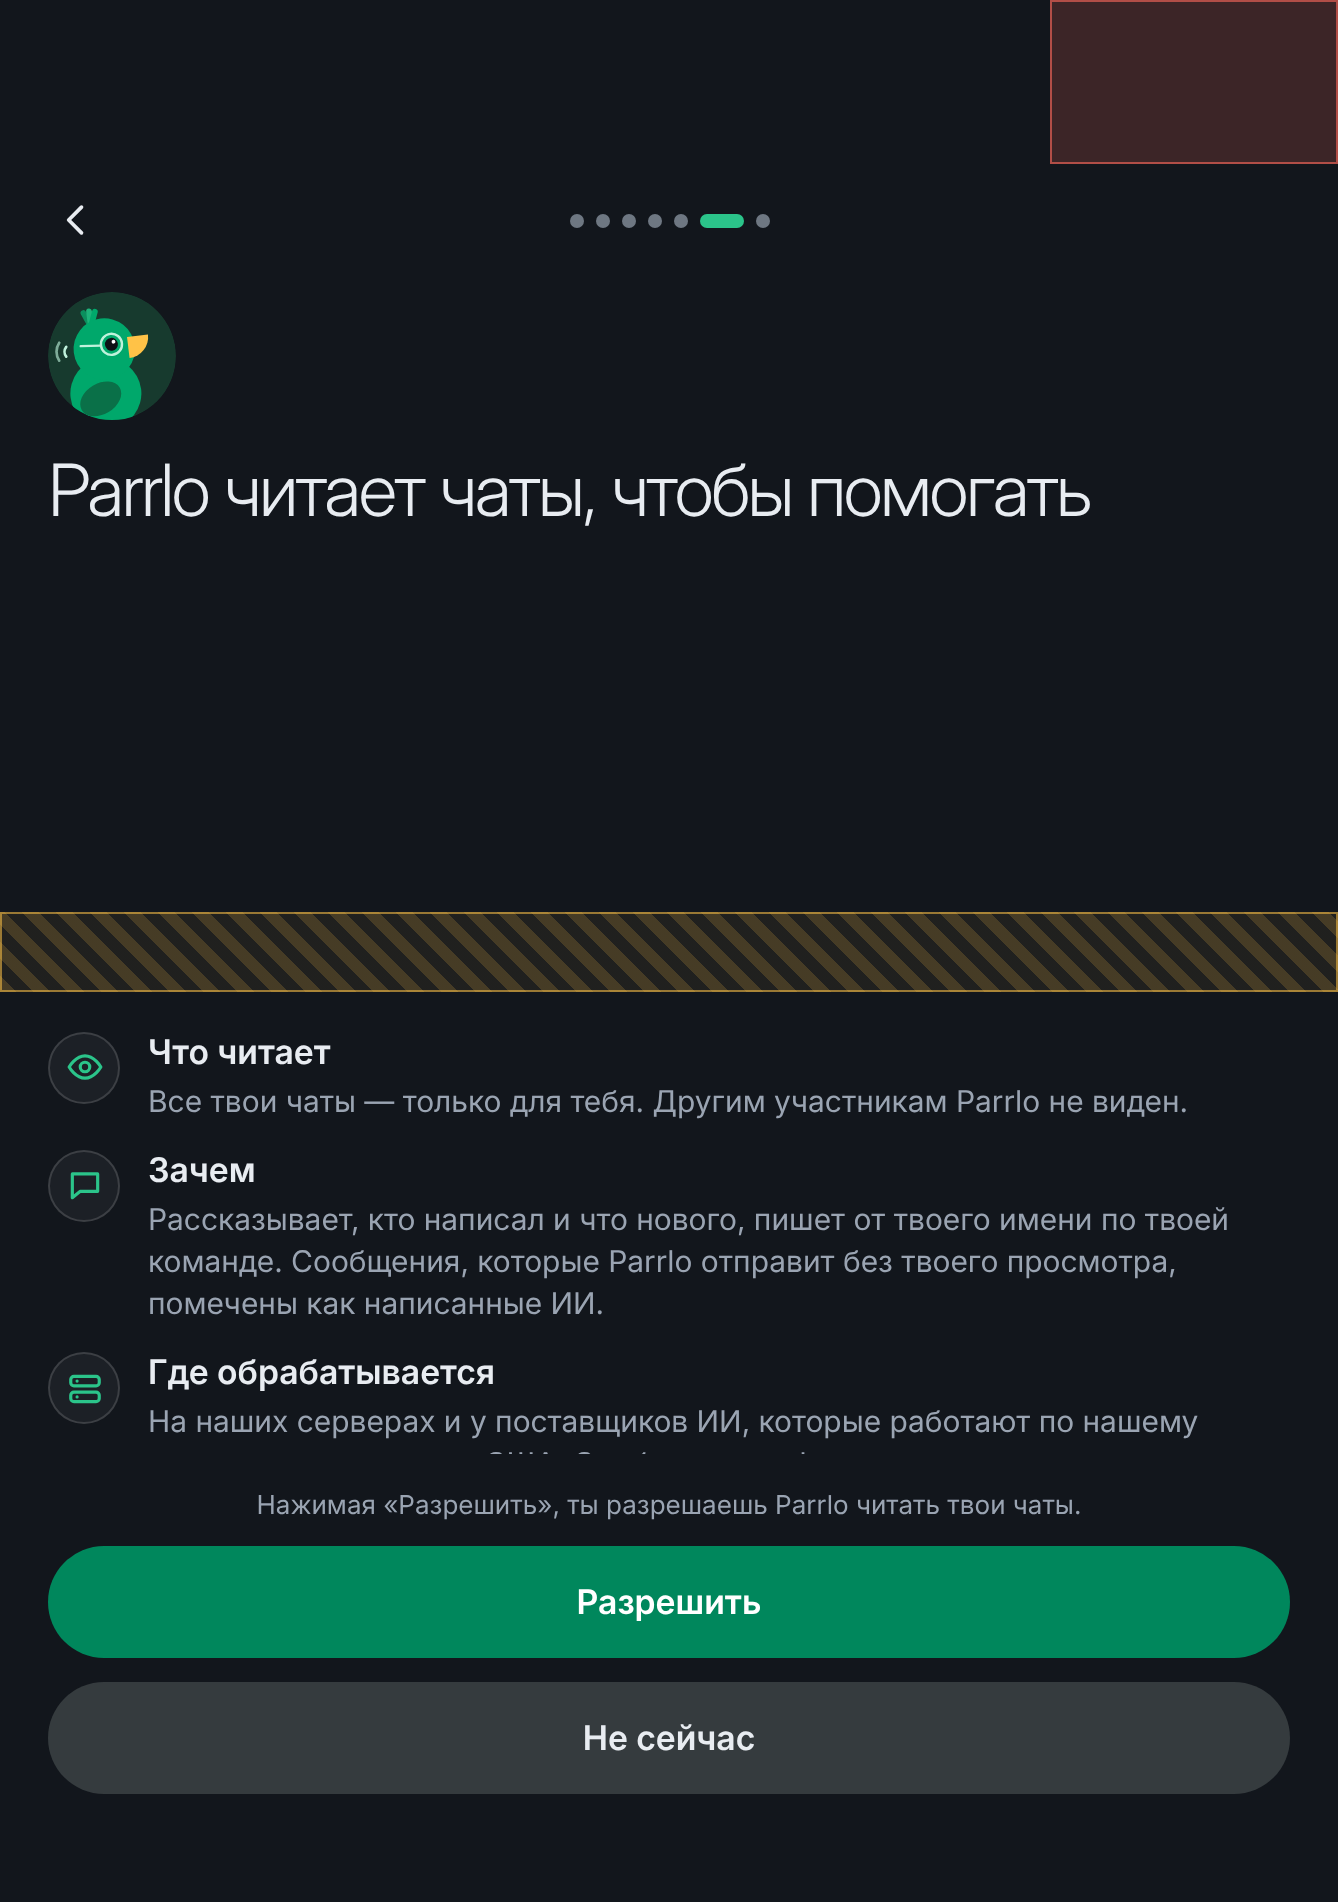 Parrlo читает чаты, чтобы помогать
Что читает
Все твои чаты — только для тебя. Другим участникам Parrlo не виден.
Зачем
Рассказывает, кто написал и что нового, пишет от твоего имени по твоей
команде. Сообщения, которые Parrlo отправит без твоего просмотра,
помечены как написанные ИИ.
Где обрабатывается
На наших серверах и у поставщиков ИИ, которые работают по нашему
Нажимая «Разрешить», ты разрешаешь Parrlo читать твои чаты.
Разрешить
Не сейчас